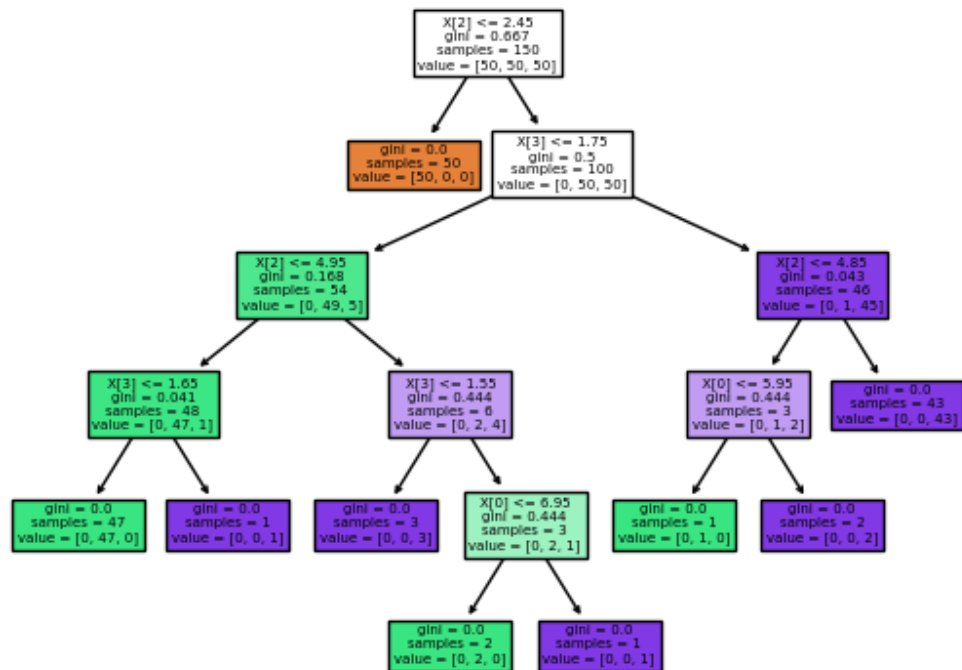 X[2] <= 2.45
gini = 0.667
samples = 150
value = [50, 50, 50]
gini = 0.0
samples = 50
value = [50, 0, 0]
X[3] <= 1.75
gini = 0.5
samples = 100
value = [0, 50, 50]
X[2] <= 4.95
gini = 0.168
samples = 54
value = [0, 49, 5]
X[2] <= 4.85
gini = 0.043
samples = 46
value = [0, 1, 45]
X[3] <= 1.65
gini = 0.041
samples = 48
value = [0, 47, 1]
X[3] <= 1.55
gini = 0.444
samples = 6
value = [0, 2, 4]
X[0] <= 5.95
gini = 0.444
samples = 3
value = [0, 1, 2]
gini = 0.0
samples = 43
value = [0, 0, 43]
gini = 0.0
samples = 47
value = [0, 47, 0]
gini = 0.0
samples = 1
value = [0, 0, 1]
gini = 0.0
samples = 3
value = [0, 0, 3]
X[0] <= 6.95
gini = 0.444
samples = 3
value = [0, 2, 1]
gini = 0.0
samples = 1
value = [0, 1, 0]
gini = 0.0
samples = 2
value = [0, 0, 2]
gini = 0.0
samples = 2
value = [0, 2, 0]
gini = 0.0
samples = 1
value = [0, 0, 1]